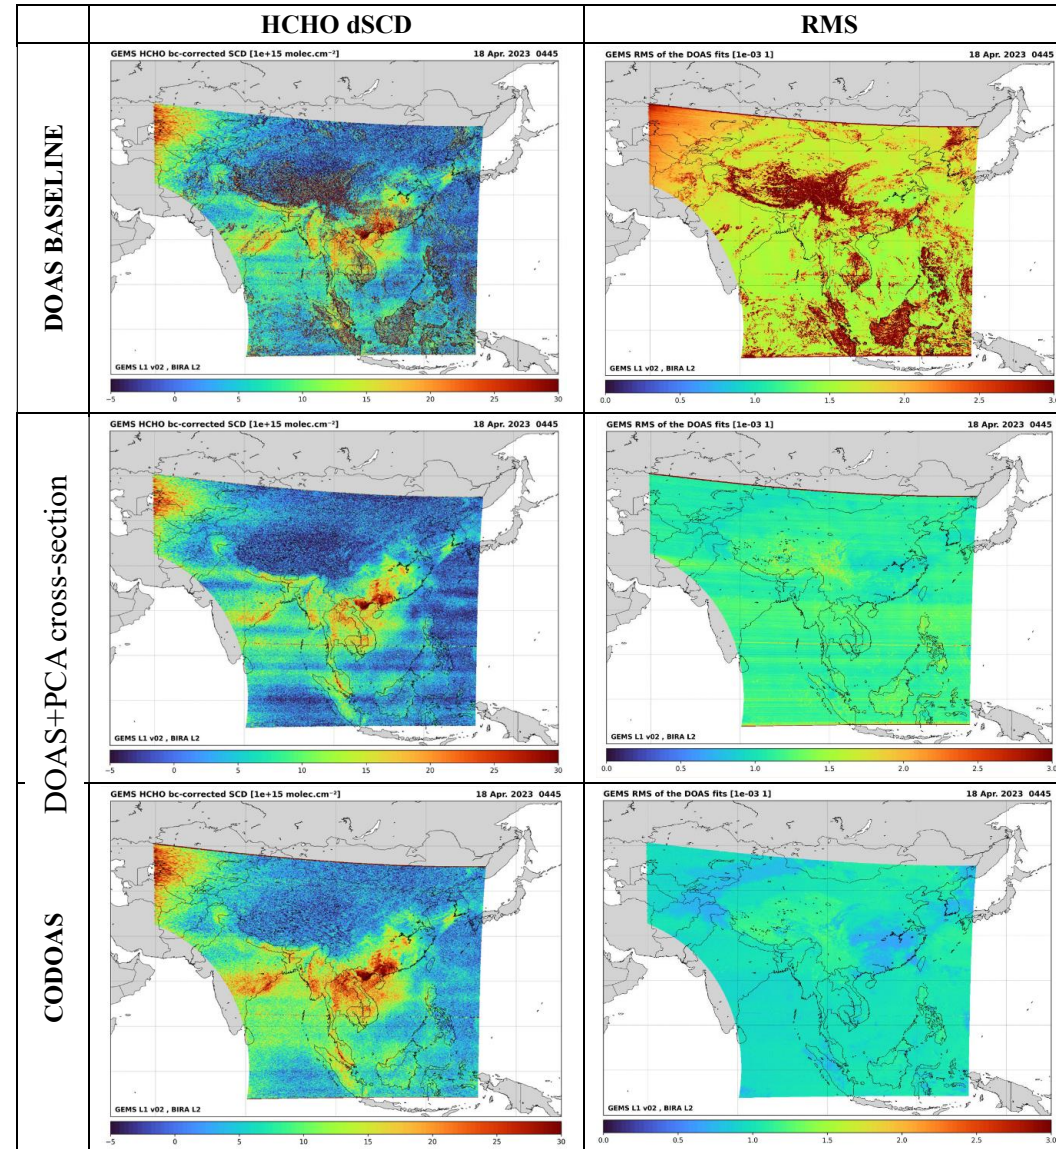 HCHO dSCD
RMS
DOAS BASELINE
GEMS HCHO bc-corrected SCD [1e+15 molec.cm⁻²]
18 Apr. 2023 0445
GEMS L1 v02 , BIRA L2
−5 0 5 10 15 20 25 30
GEMS RMS of the DOAS fits [1e-03 1]
18 Apr. 2023 0445
GEMS L1 v02 , BIRA L2
0.0 0.5 1.0 1.5 2.0 2.5 3.0
DOAS+PCA cross-section
GEMS HCHO bc-corrected SCD [1e+15 molec.cm⁻²]
18 Apr. 2023 0445
GEMS L1 v02 , BIRA L2
−5 0 5 10 15 20 25 30
GEMS RMS of the DOAS fits [1e-03 1]
18 Apr. 2023 0445
GEMS L1 v02 , BIRA L2
0.0 0.5 1.0 1.5 2.0 2.5 3.0
CODOAS
GEMS HCHO bc-corrected SCD [1e+15 molec.cm⁻²]
18 Apr. 2023 0445
GEMS L1 v02 , BIRA L2
−5 0 5 10 15 20 25 30
GEMS RMS of the DOAS fits [1e-03 1]
18 Apr. 2023 0445
GEMS L1 v02 , BIRA L2
0.0 0.5 1.0 1.5 2.0 2.5 3.0